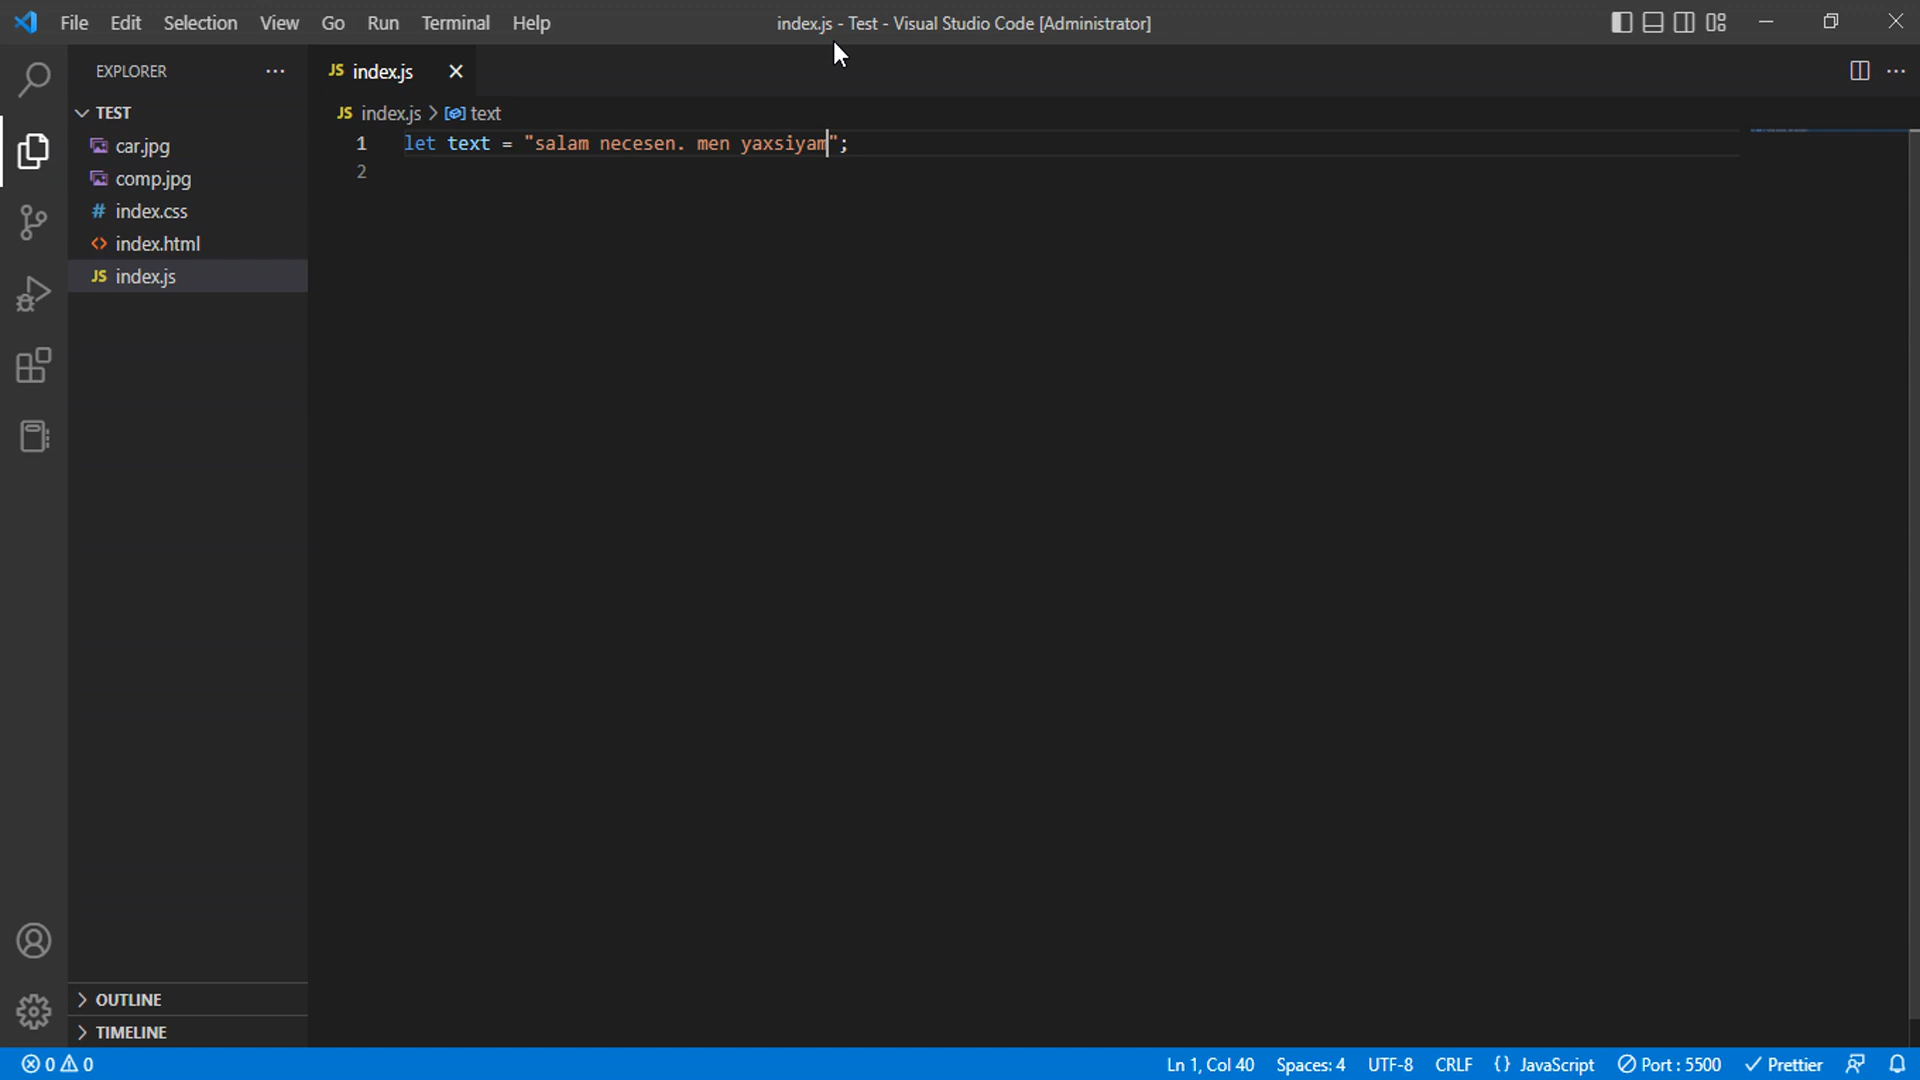 File Edit Selection View Go Run Terminal Help index.js - Test - Visual Studio Code [Administrator]
EXPLORER ··· JS index.js
TEST JS index.js > text
car.jpg
comp.jpg
# index.css
<> index.html
JS index.js
1 let text = "salam necesen. men yaxsiyam";
2
OUTLINE
TIMELINE
0 0 Ln 1, Col 40 Spaces: 4 UTF-8 CRLF {} JavaScript Port : 5500 Prettier